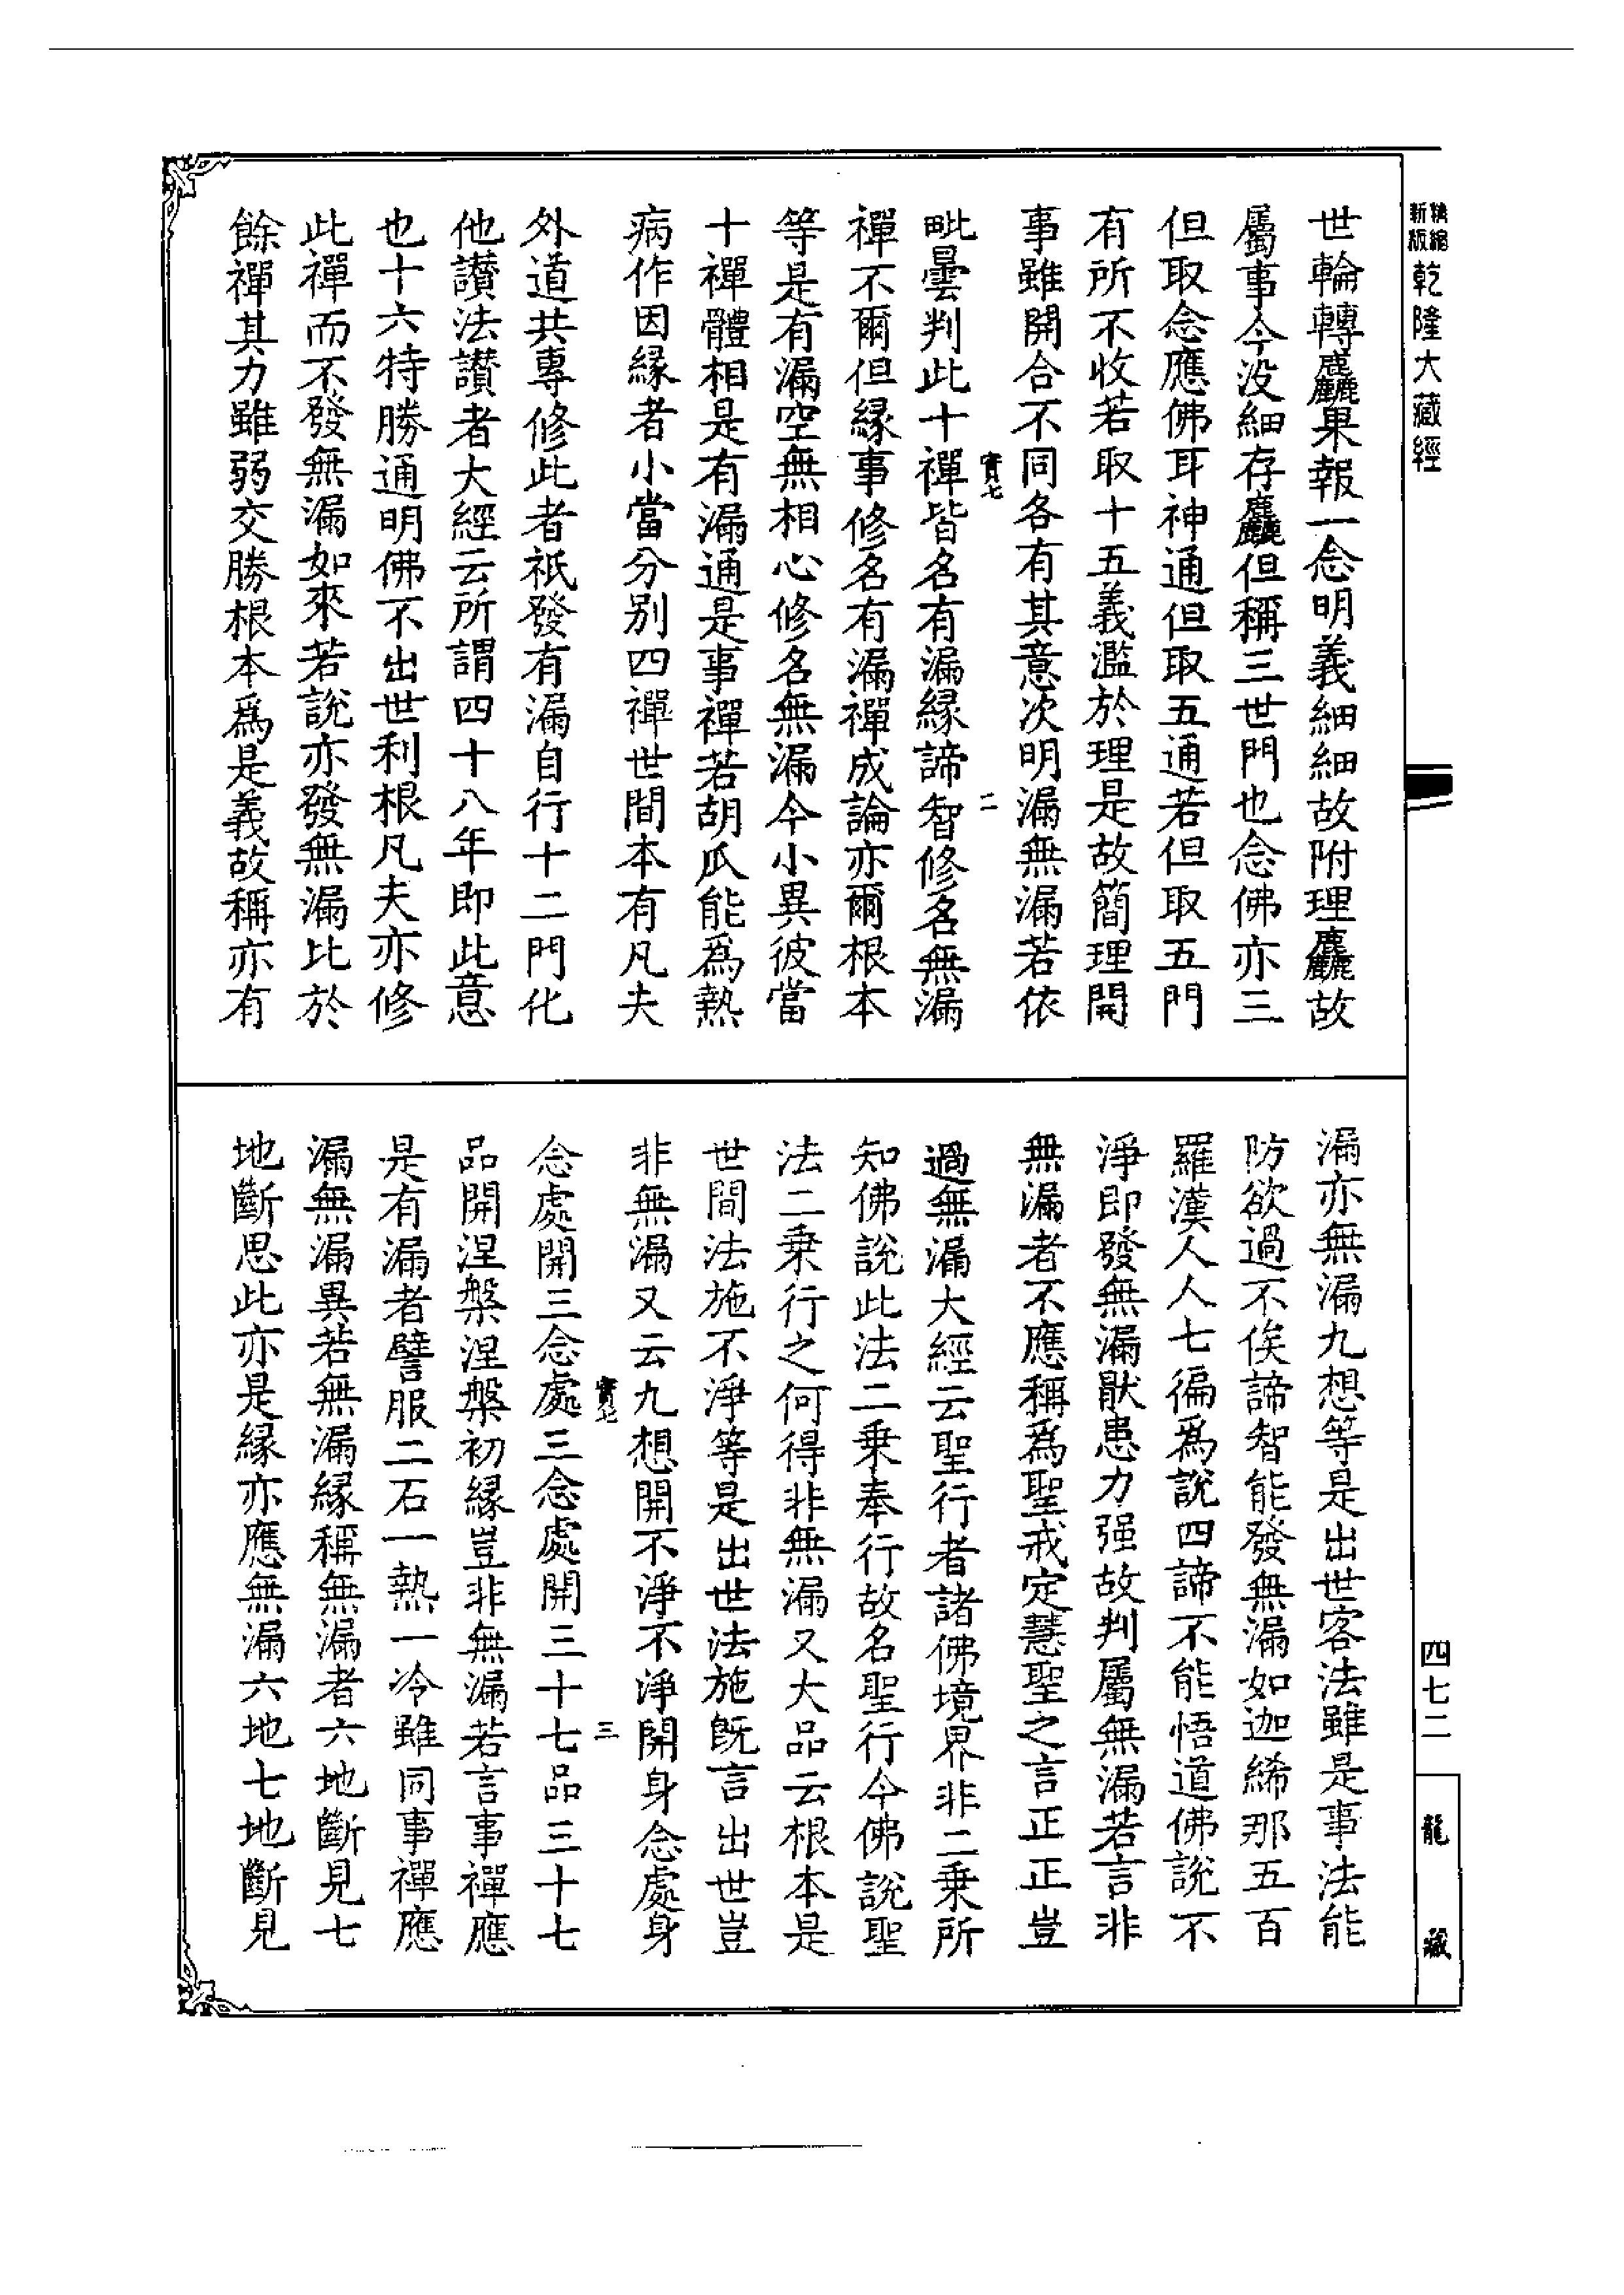 精縮
新版
乾隆大藏經
世輪轉麤果報一念明義細細故附理麤故
屬事今没細存麤但稱三世門也念佛亦三
但取念應佛耳神通但取五通若但取五門
有所不收若取十五義濫於理是故簡理開
事雖開合不同各有其意次明漏無漏若依
毗曇判此十禪皆名有漏緣諦智修名無漏
禪不爾但緣事修名有漏禪成論亦爾根本
等是有漏空無相心修名無漏今小異彼當
十禪體相是有漏通是事禪若胡瓜能爲熱
病作因緣者小當分别四禪世間本有凡夫
外道共專修此者祇發有漏自行十二門化
他讃法讃者大經云所謂四十八年即此意
也十六特勝通明佛不出世利根凡夫亦修
此禪而不發無漏如來若說亦發無漏比於
餘禪其力雖弱交勝根本爲是義故稱亦有
漏亦無漏九想等是出世客法雖是事法能
防欲過不俟諦智能發無漏如迦絺那五百
羅漢人人七徧爲說四諦不能悟道佛說不
淨即發無漏猒患力强故判屬無漏若言非
無漏者不應稱爲聖戒定慧聖之言正正豈
過無漏大經云聖行者諸佛境界非二乗所
知佛說此法二乗奉行故名聖行今佛說聖
法二乗行之何得非無漏又大品云根本是
世間法施不淨等是出世法施旣言出世豈
非無漏又云九想開不淨不淨開身念處身
念處開三念處三念處開三十七品三十七
品開涅槃涅槃初緣豈非無漏若言事禪應
是有漏者譬服二石一熱一冷雖同事禪應
漏無漏異若無漏緣稱無漏者六地斷見七
地斷思此亦是緣亦應無漏六地七地斷見
寳七
二
寳七
三
四七二
龍藏